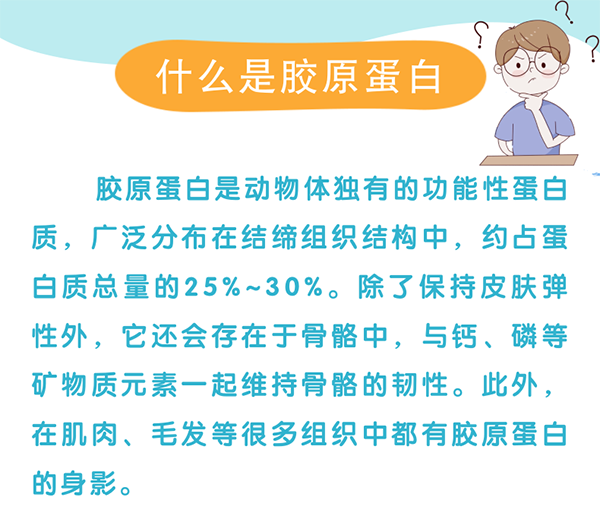 什么是胶原蛋白
胶原蛋白是动物体独有的功能性蛋白
质，广泛分布在结缔组织结构中，约占蛋
白质总量的25%~30%。除了保持皮肤弹
性外，它还会存在于骨骼中，与钙、磷等
矿物质元素一起维持骨骼的韧性。此外，
在肌肉、毛发等很多组织中都有胶原蛋白
的身影。